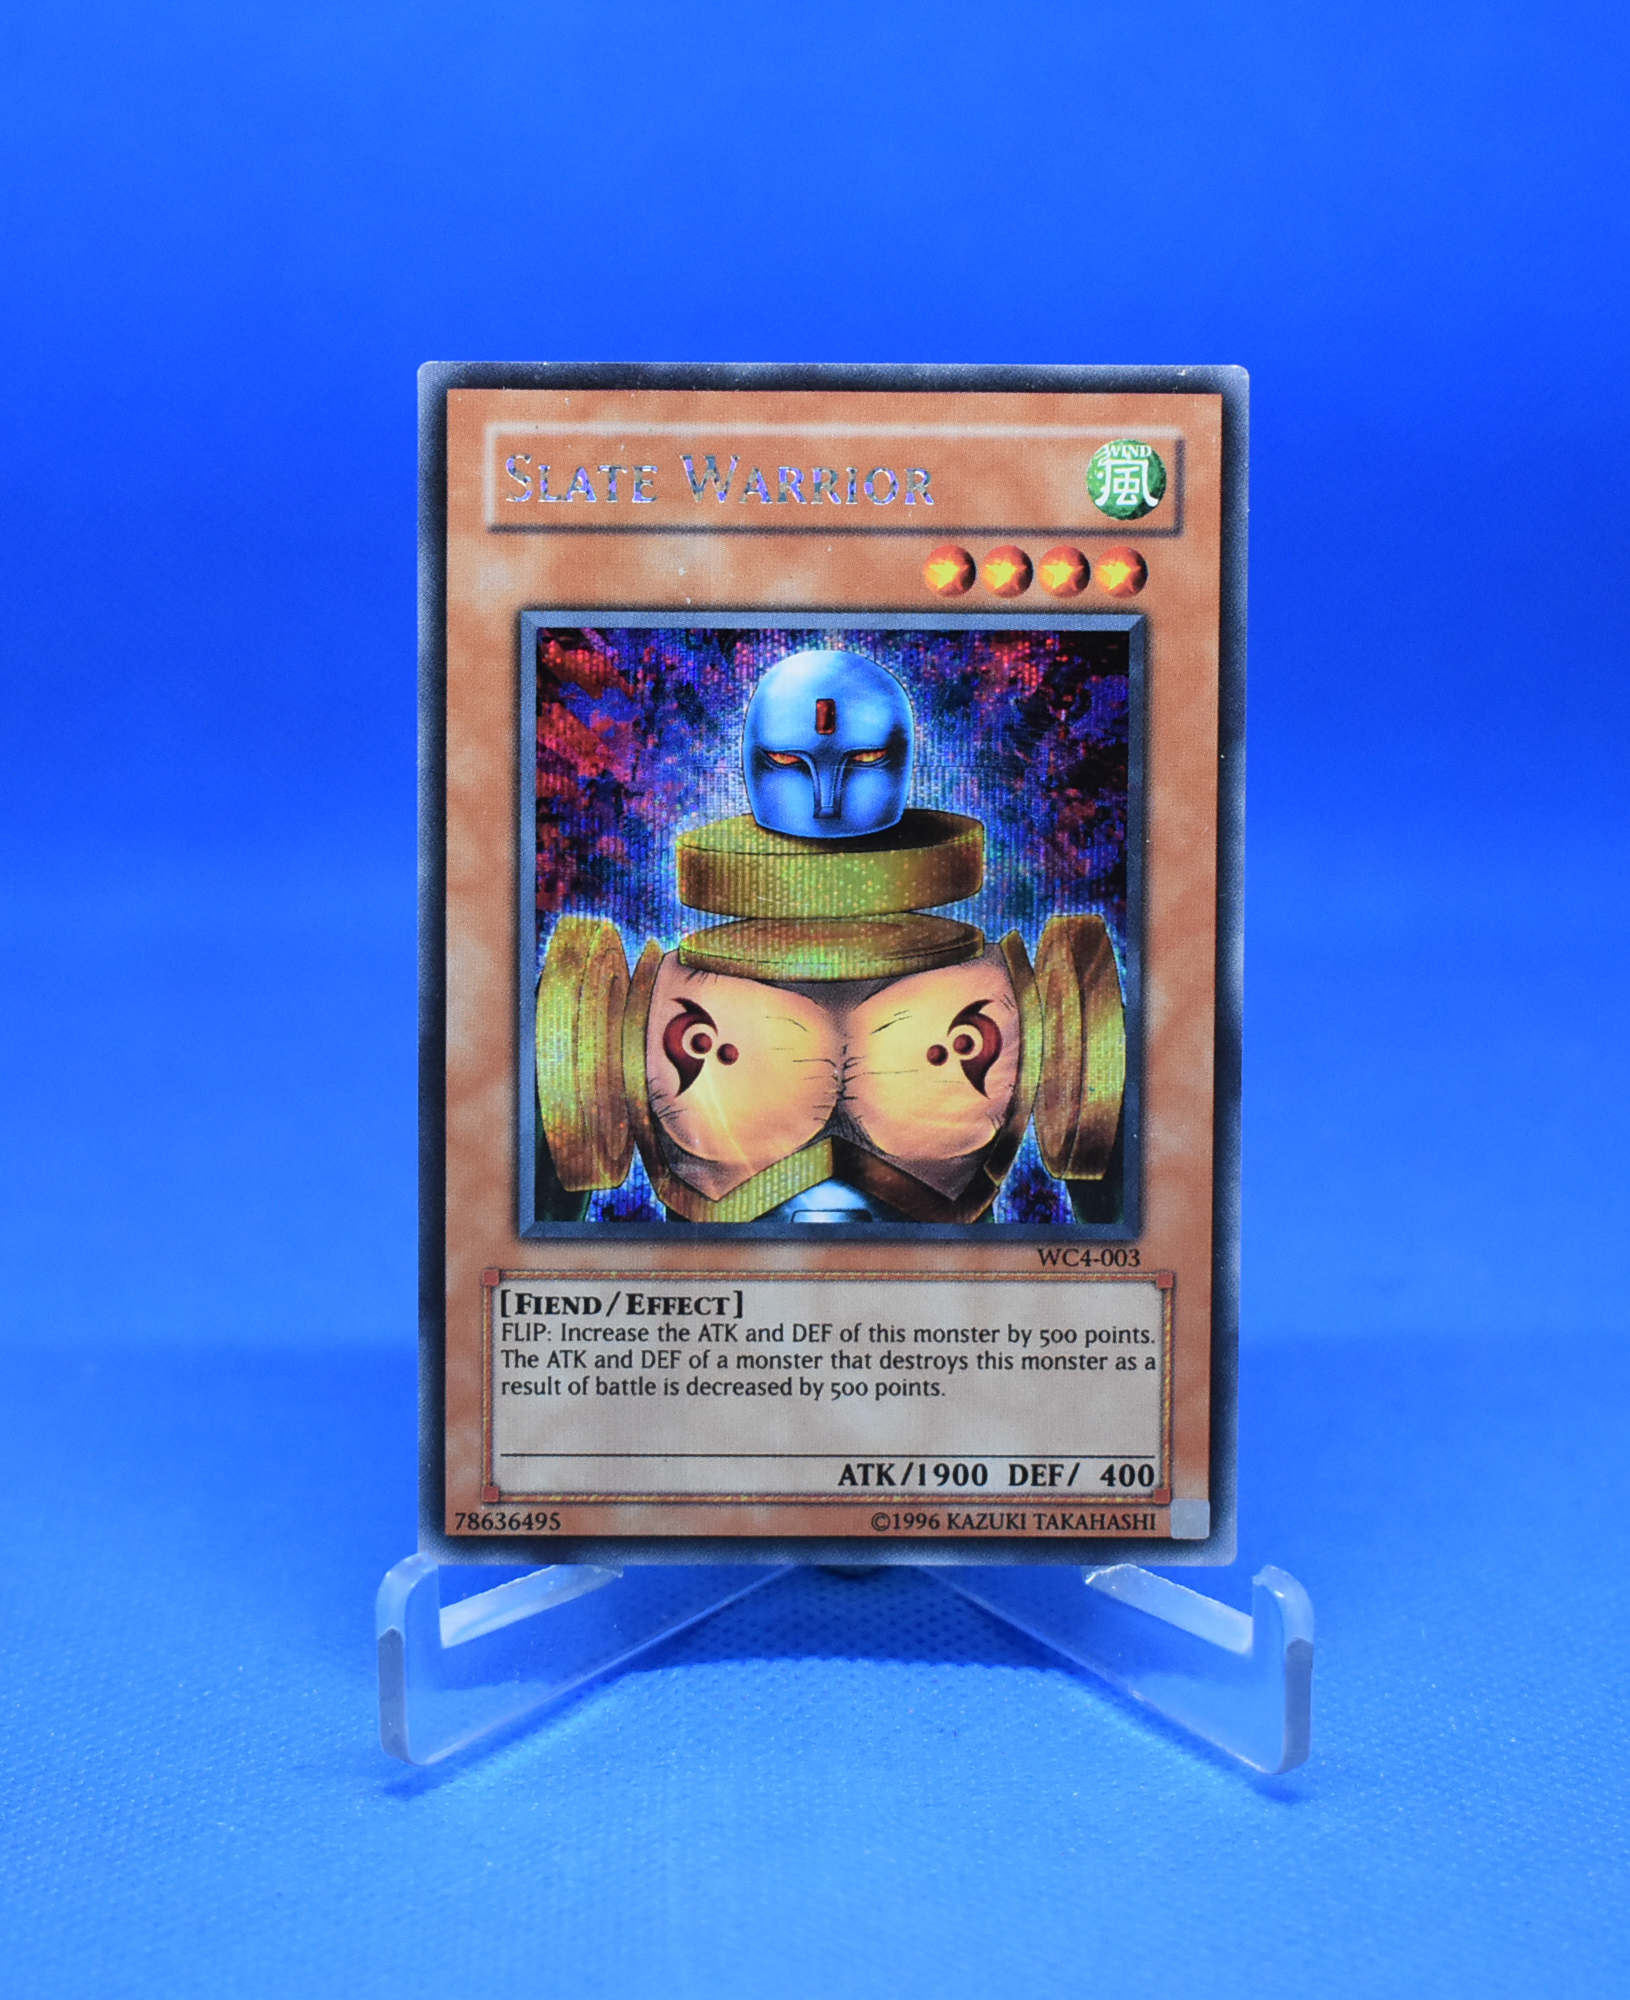 SLATE WARRIOR
WIND
風
WC4-003
[FIEND/EFFECT]
FLIP: Increase the ATK and DEF of this monster by 500 points.
The ATK and DEF of a monster that destroys this monster as a
result of battle is decreased by 500 points.
ATK/1900 DEF/ 400
78636495 ©1996 KAZUKI TAKAHASHI